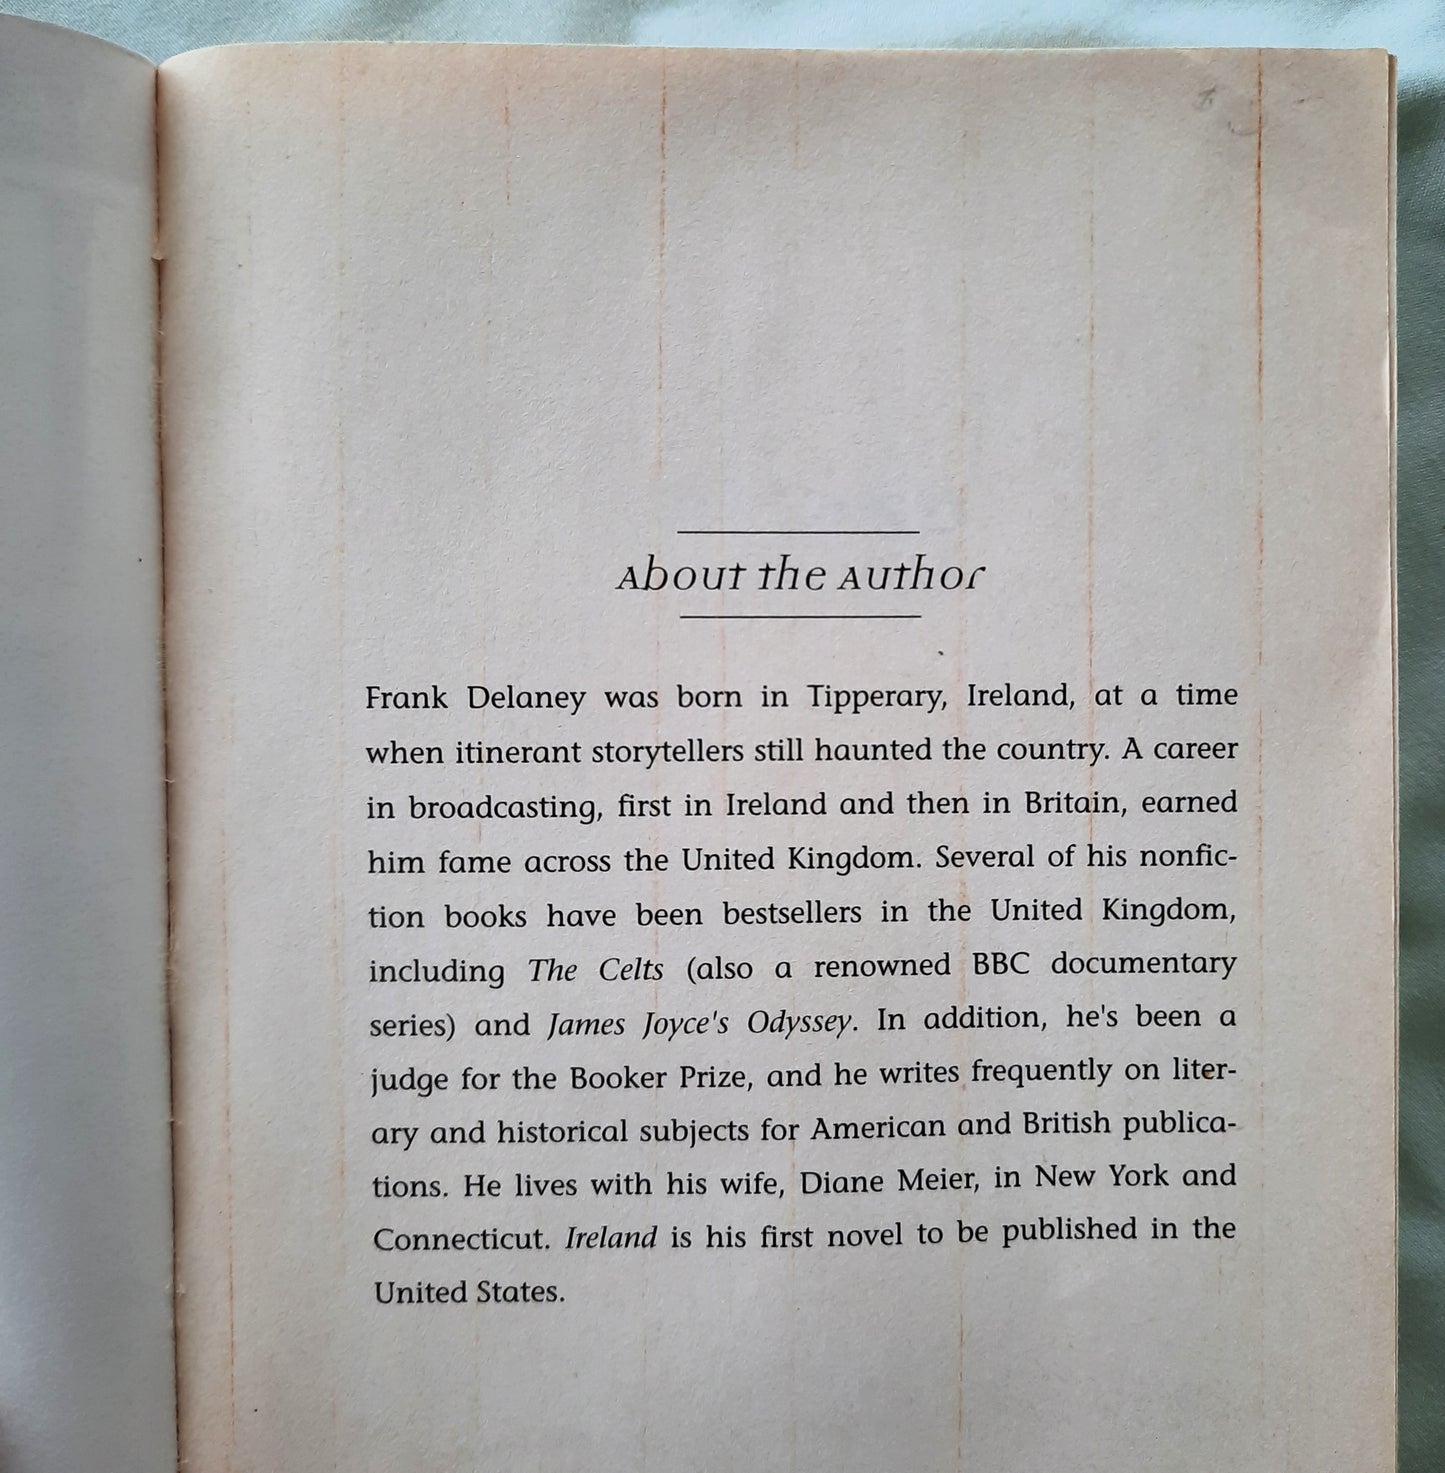 About the Author
Frank Delaney was born in Tipperary, Ireland, at a time
when itinerant storytellers still haunted the country. A career
in broadcasting, first in Ireland and then in Britain, earned
him fame across the United Kingdom. Several of his nonfic-
tion books have been bestsellers in the United Kingdom,
including The Celts (also a renowned BBC documentary
series) and James Joyce's Odyssey. In addition, he's been a
judge for the Booker Prize, and he writes frequently on liter-
ary and historical subjects for American and British publica-
tions. He lives with his wife, Diane Meier, in New York and
Connecticut. Ireland is his first novel to be published in the
United States.